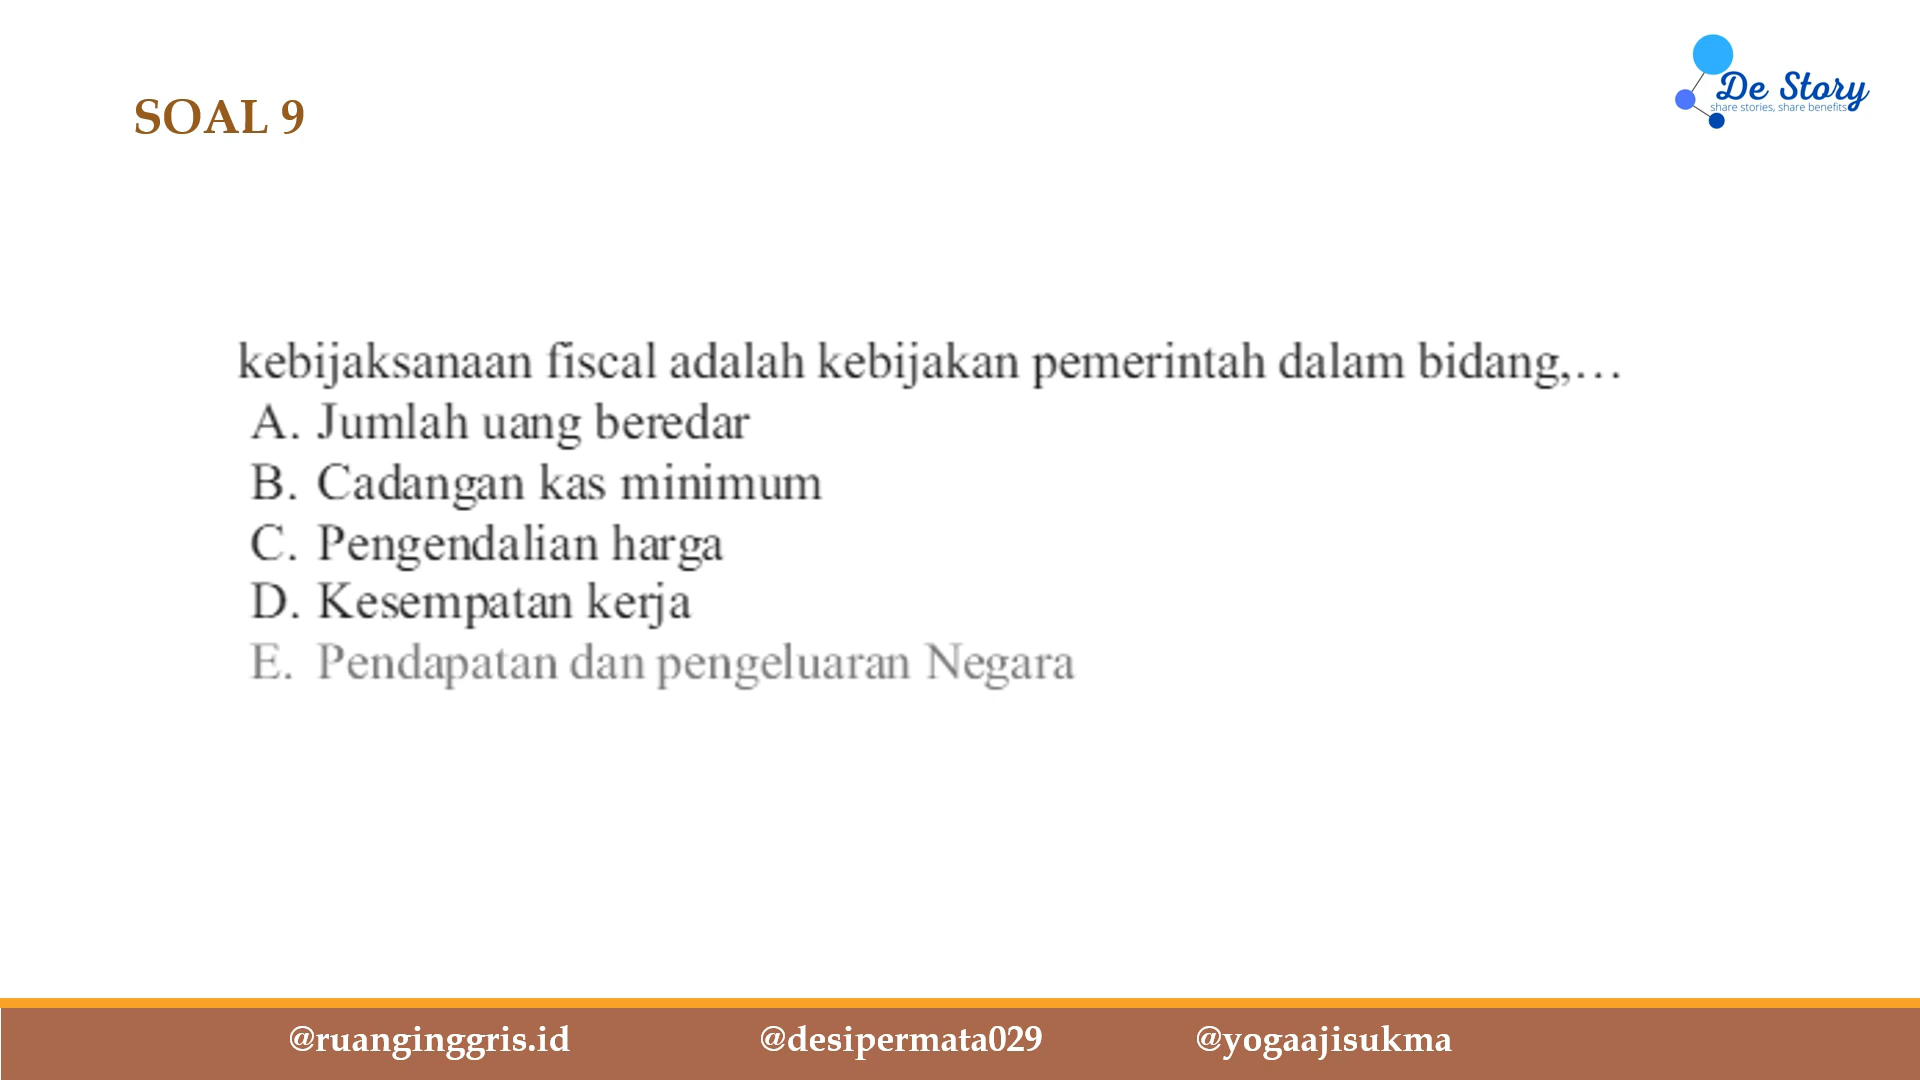 SOAL 9
De Story
share stories, share benefits
kebijaksanaan fiscal adalah kebijakan pemerintah dalam bidang,…
A. Jumlah uang beredar
B. Cadangan kas minimum
C. Pengendalian harga
D. Kesempatan kerja
E. Pendapatan dan pengeluaran Negara
@ruanginggris.id @desipermata029 @yogaajisukma